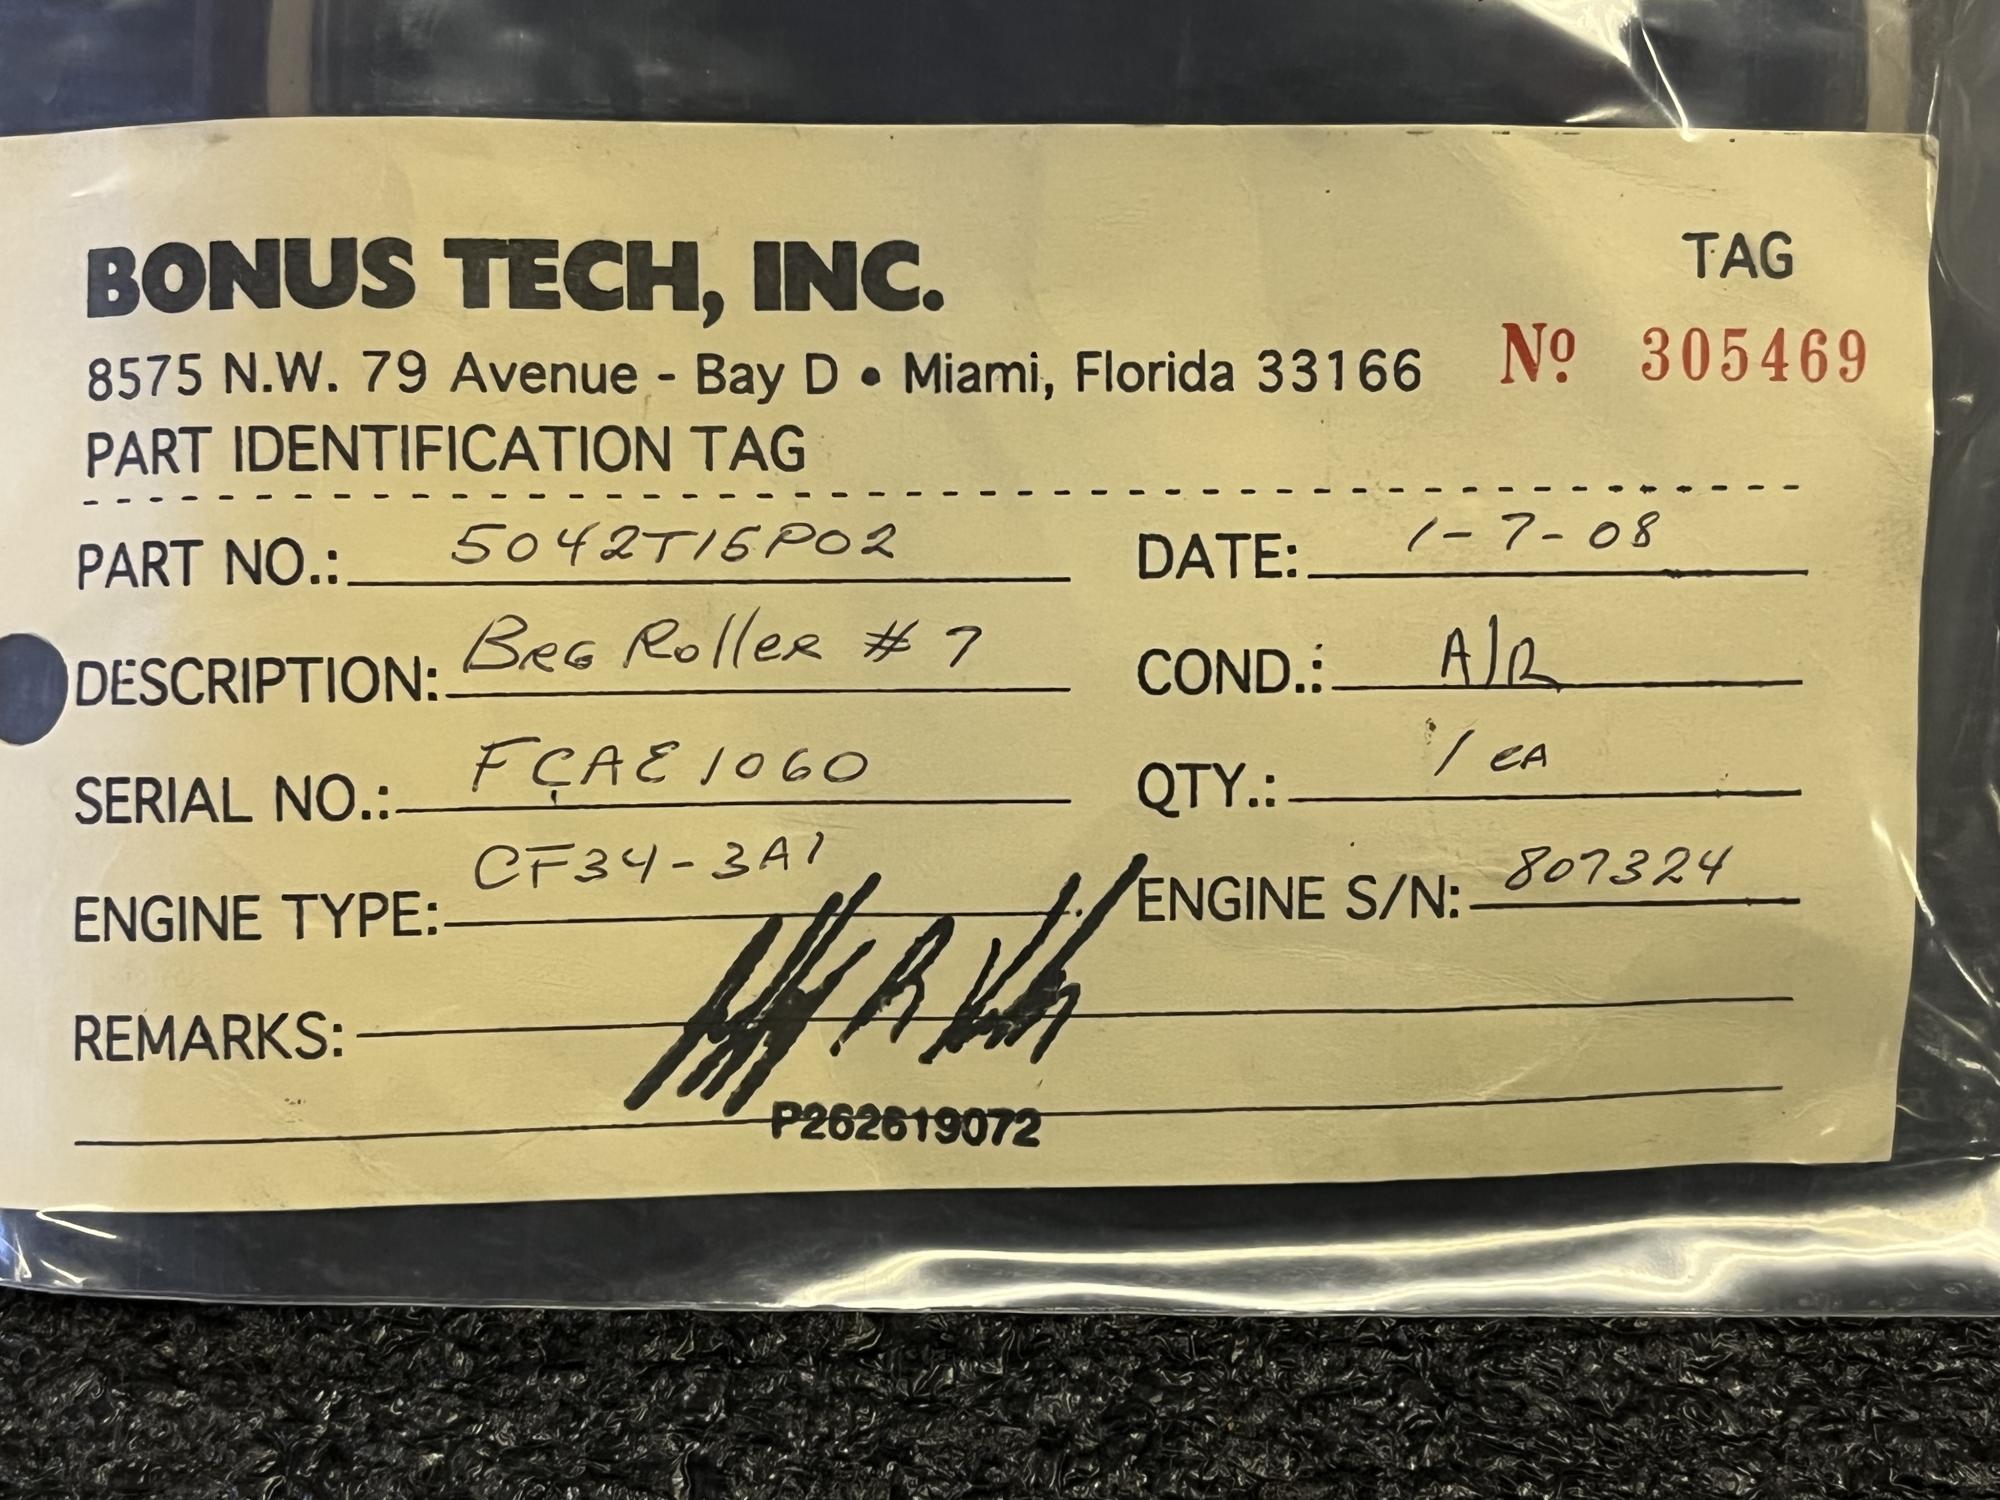 BONUS TECH, INC.
TAG
8575 N.W. 79 Avenue - Bay D • Miami, Florida 33166
Nº 305469
PART IDENTIFICATION TAG
PART NO.: 5042T15P02
DATE: 1-7-08
DESCRIPTION: BRG Roller # 7
COND.: A/R
SERIAL NO.: FCAE1060
QTY.: 1 EA
ENGINE TYPE: CF34-3A1
ENGINE S/N: 807324
REMARKS:
P262619072